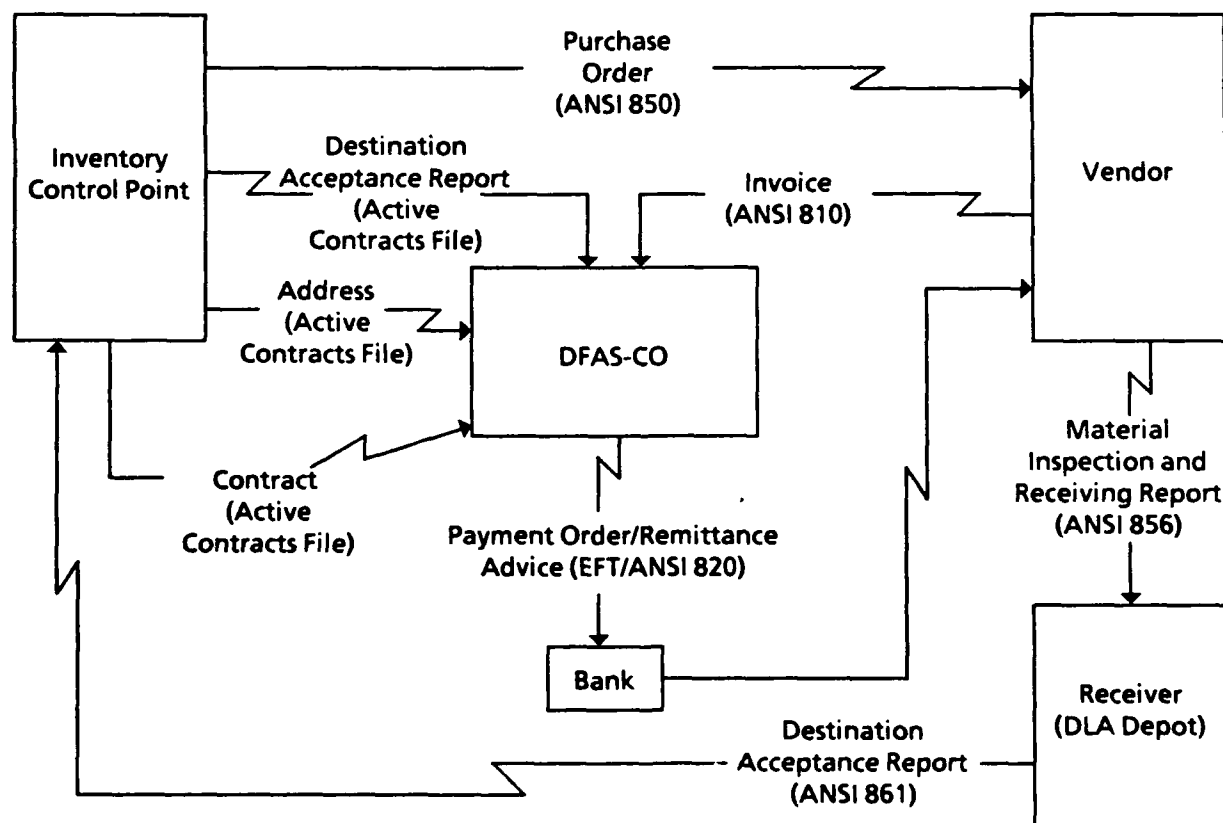 Purchase
Order
(ANSI 850)
Inventory
Control Point
Vendor
Destination
Acceptance Report
(Active
Contracts File)
Invoice
(ANSI 810)
Address
(Active
Contracts File)
DFAS-CO
Contract
(Active
Contracts File)
Payment Order/Remittance
Advice (EFT/ANSI 820)
Material
Inspection and
Receiving Report
(ANSI 856)
Bank
Receiver
(DLA Depot)
Destination
Acceptance Report
(ANSI 861)